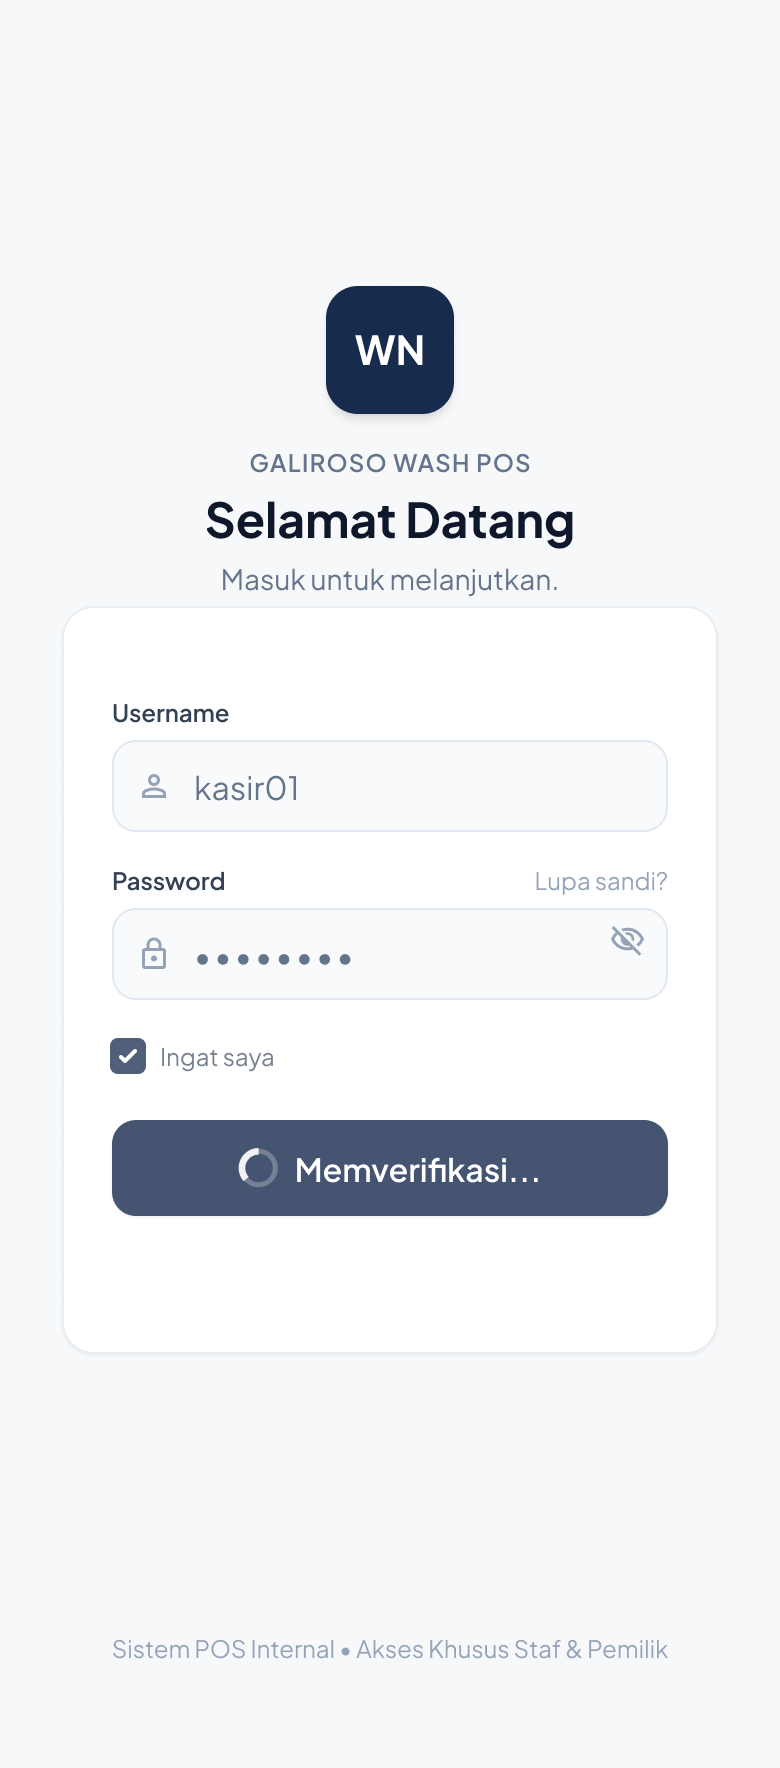 WN
GALIROSO WASH POS
Selamat Datang
Masuk untuk melanjutkan.
Username
kasir01
Password Lupa sandi?
••••••••
Ingat saya
Memverifikasi...
Sistem POS Internal • Akses Khusus Staf & Pemilik